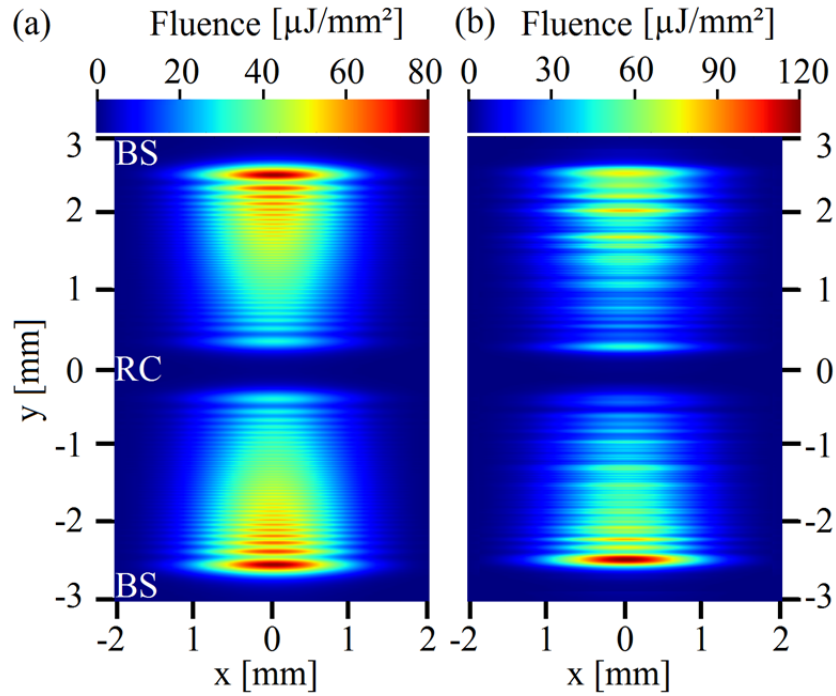 (a) Fluence [µJ/mm²]
0 20 40 60 80
BS
RC
BS
3
2
1
0
-1
-2
-3
y [mm]
-2 1 0 1 2
x [mm]
(b) Fluence [µJ/mm²]
0 30 60 90 120
3
2
1
0
-1
-2
-3
-2 1 0 1 2
x [mm]